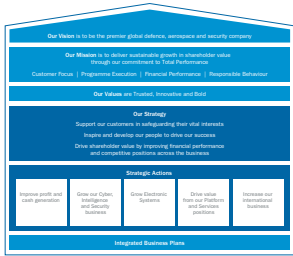 Our Vision is to be the premier global defence, aerospace and security company
Our Mission is to deliver sustainable growth in shareholder value
through our commitment to Total Performance
Customer Focus | Programme Execution | Financial Performance | Responsible Behaviour
Our Values are Trusted, Innovative and Bold
Our Strategy
Support our customers in safeguarding their vital interests
Inspire and develop our people to drive our success
Drive shareholder value by improving financial performance
and competitive positions across the business
Strategic Actions
Improve profit and
cash generation
Grow our Cyber,
Intelligence
and Security
business
Grow Electronic
Systems
Drive value
from our Platform
and Services
positions
Increase our
international
business
Integrated Business Plans